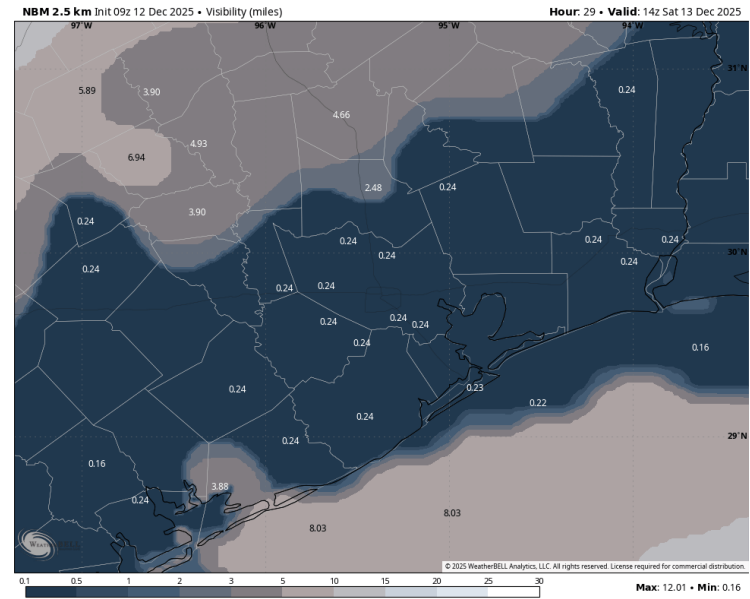 NBM 2.5 km Init 09z 12 Dec 2025 • Visibility (miles)
Hour: 29 • Valid: 14z Sat 13 Dec 2025
97°W 96°W 95°W 94°W
31°N
5.89 3.90 0.24
4.66
4.93
6.94
2.48 0.24
3.90
0.24
0.24 0.24 0.24
30°N
0.24 0.24
0.24
0.24 0.24
0.24 0.24 0.24
0.24
0.16
0.24 0.23
0.22
0.24
29°N
0.24
0.16
3.88
0.24
8.03
8.03
© 2025 WeatherBELL Analytics, LLC. All rights reserved. License required for commercial distribution.
0.1 0.5 1 2 3 5 10 15 20 25 30
Max: 12.01 • Min: 0.16